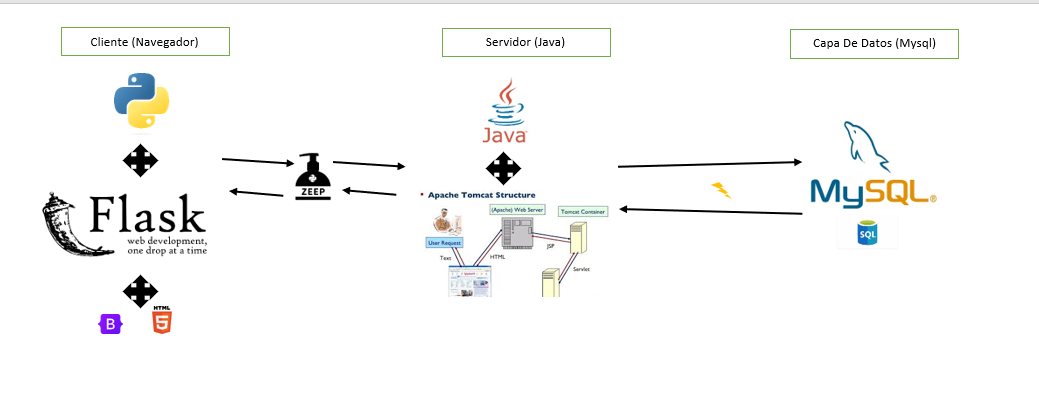 Cliente (Navegador)
Servidor (Java)
Capa De Datos (Mysql)
Java
ZEEP
Flask
web development,
one drop at a time
Apache Tomcat Structure
(Apache) Web Server
Tomcat Container
User Request
Text
HTML
JSP
Servlet
MySQL®
SQL
B
HTML
5